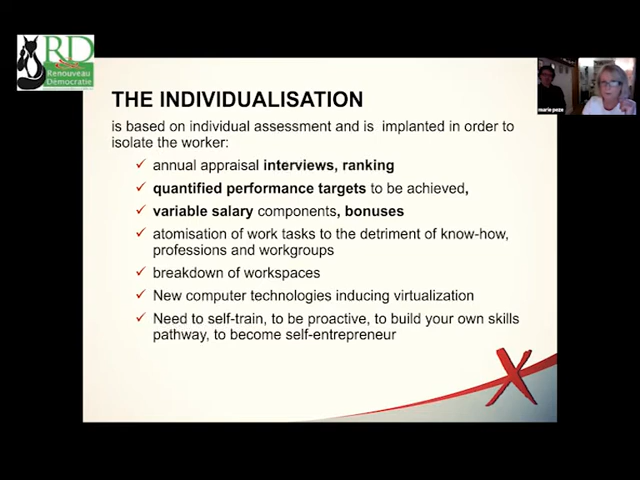 RD
Renouveau
Démocratie
marie peze
THE INDIVIDUALISATION
is based on individual assessment and is implanted in order to
isolate the worker:
✓ annual appraisal interviews, ranking
✓ quantified performance targets to be achieved,
✓ variable salary components, bonuses
✓ atomisation of work tasks to the detriment of know-how,
professions and workgroups
✓ breakdown of workspaces
✓ New computer technologies inducing virtualization
✓ Need to self-train, to be proactive, to build your own skills
pathway, to become self-entrepreneur